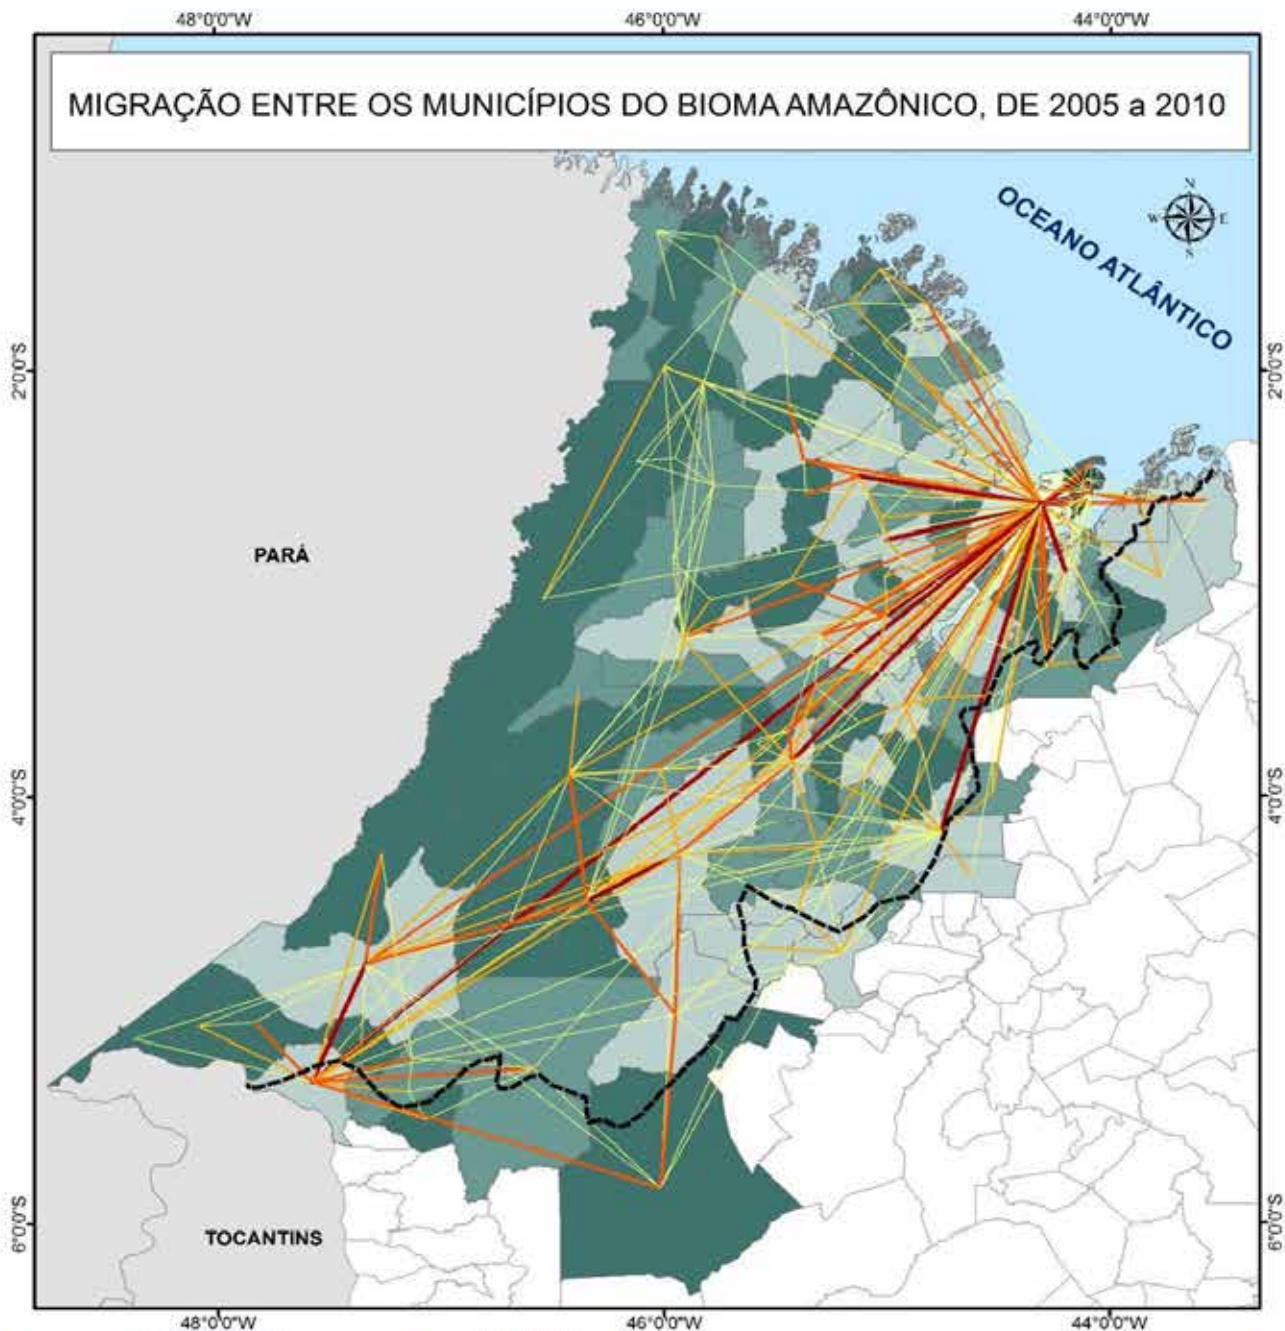 48°0'0"W 46°0'0"W 44°0'0"W
MIGRAÇÃO ENTRE OS MUNICÍPIOS DO BIOMA AMAZÔNICO, DE 2005 a 2010
N
W E
S
OCEANO ATLÂNTICO
2°0'0"S 2°0'0"S
PARÁ
4°0'0"S 4°0'0"S
6°0'0"S 6°0'0"S
TOCANTINS
48°0'0"W 46°0'0"W 44°0'0"W